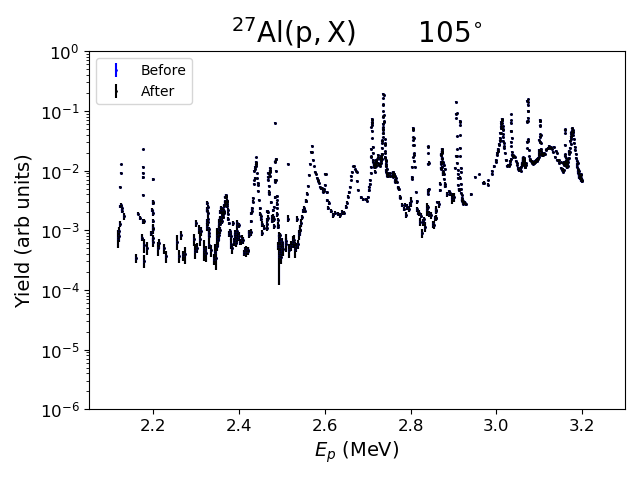 ²⁷Al(p, X) 105°
Before
After
10⁰
10⁻¹
10⁻²
10⁻³
10⁻⁴
10⁻⁵
10⁻⁶
Yield (arb units)
2.2 2.4 2.6 2.8 3.0 3.2
Eₚ (MeV)